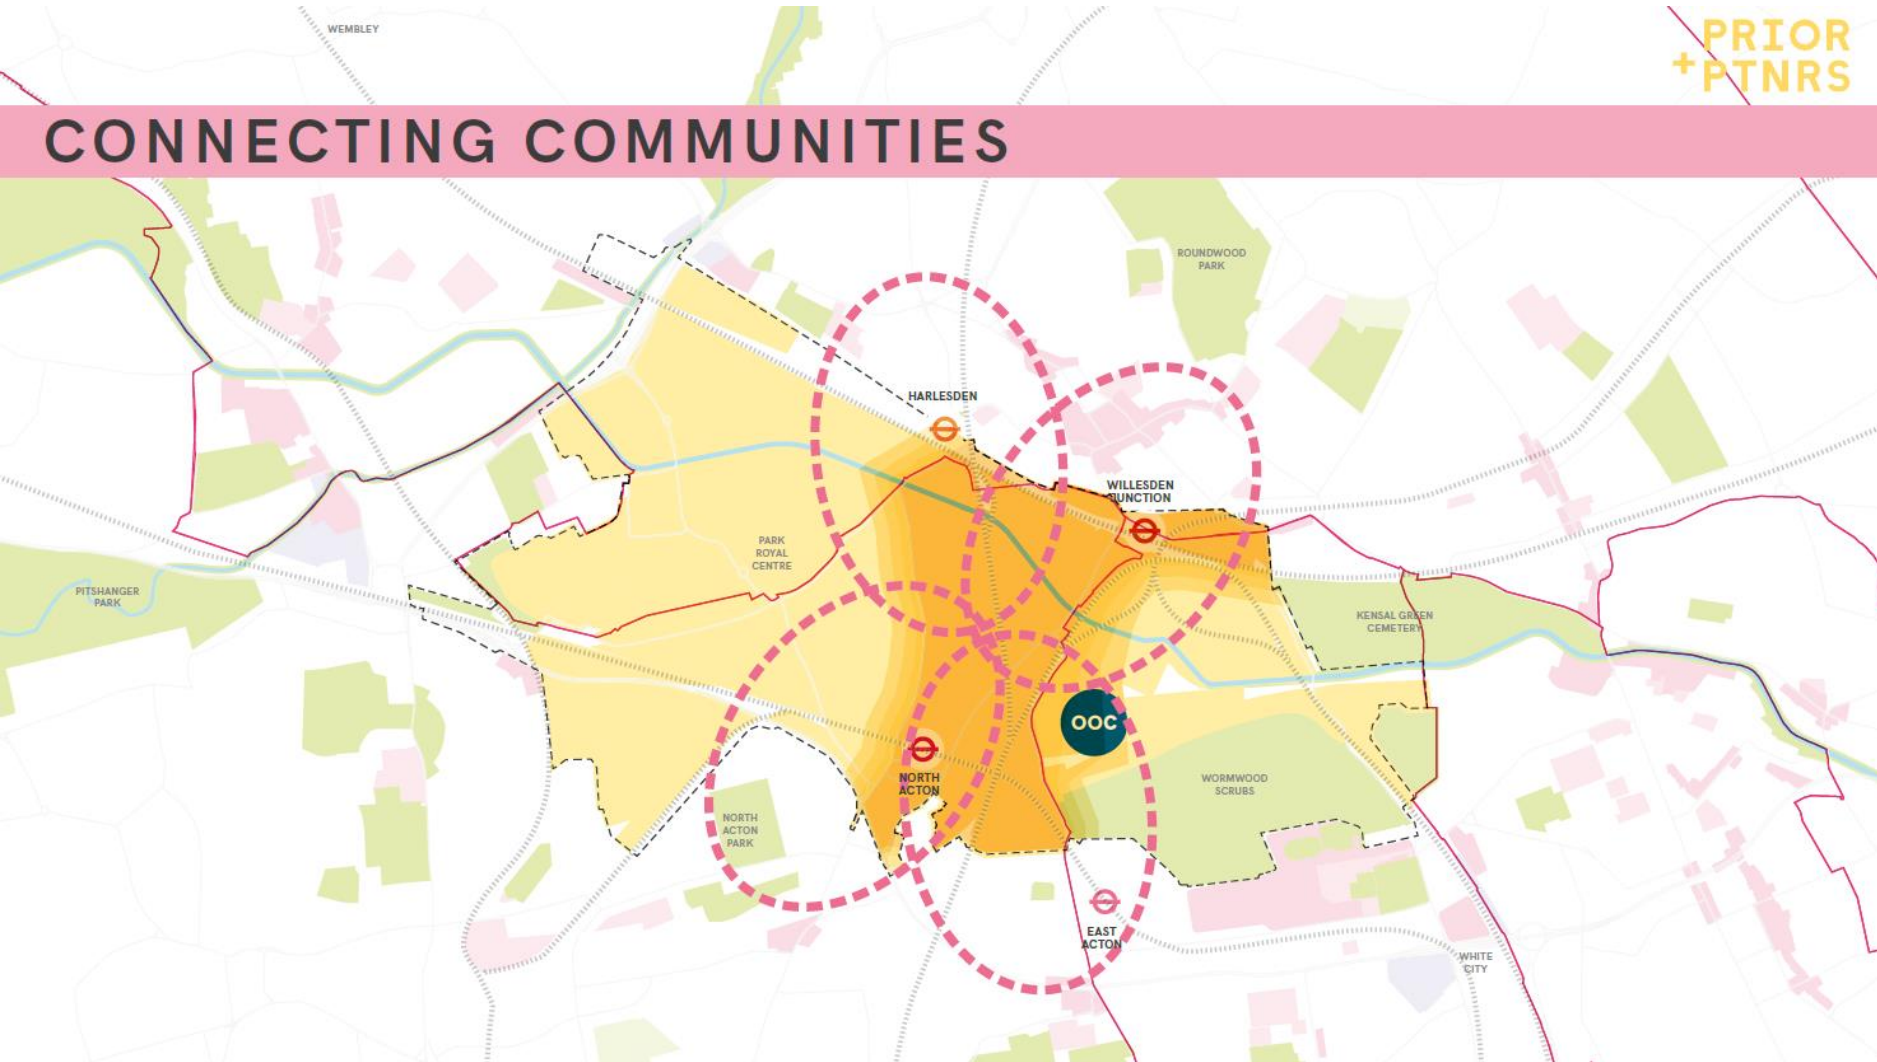 WEMBLEY
PRIOR
+PTNRS
CONNECTING COMMUNITIES
ROUNDWOOD
PARK
HARLESDEN
WILLESDEN
JUNCTION
PARK
ROYAL
CENTRE
PITSHANGER
PARK
KENSAL GREEN
CEMETERY
OOC
NORTH
ACTON
WORMWOOD
SCRUBS
NORTH
ACTON
PARK
EAST
ACTON
WHITE
CITY